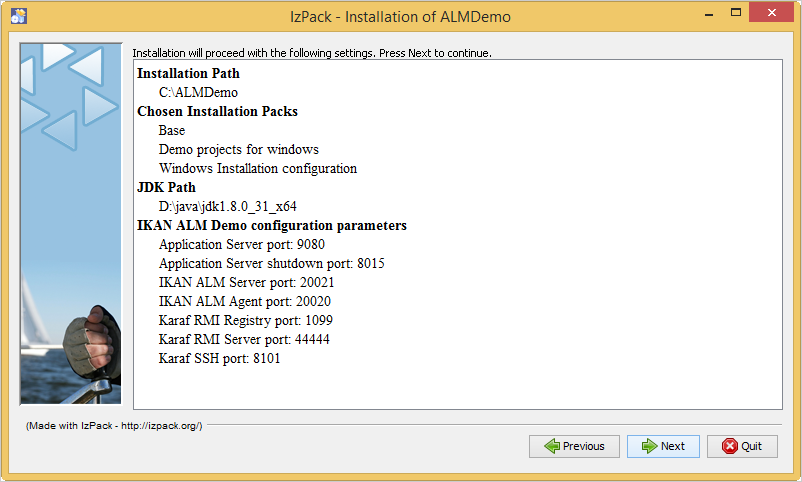 IzPack - Installation of ALMDemo
Installation will proceed with the following settings. Press Next to continue.
Installation Path
C:\ALMDemo
Chosen Installation Packs
Base
Demo projects for windows
Windows Installation configuration
JDK Path
D:\java\jdk1.8.0_31_x64
IKAN ALM Demo configuration parameters
Application Server port: 9080
Application Server shutdown port: 8015
IKAN ALM Server port: 20021
IKAN ALM Agent port: 20020
Karaf RMI Registry port: 1099
Karaf RMI Server port: 44444
Karaf SSH port: 8101
(Made with IzPack - http://izpack.org/)
Previous Next Quit